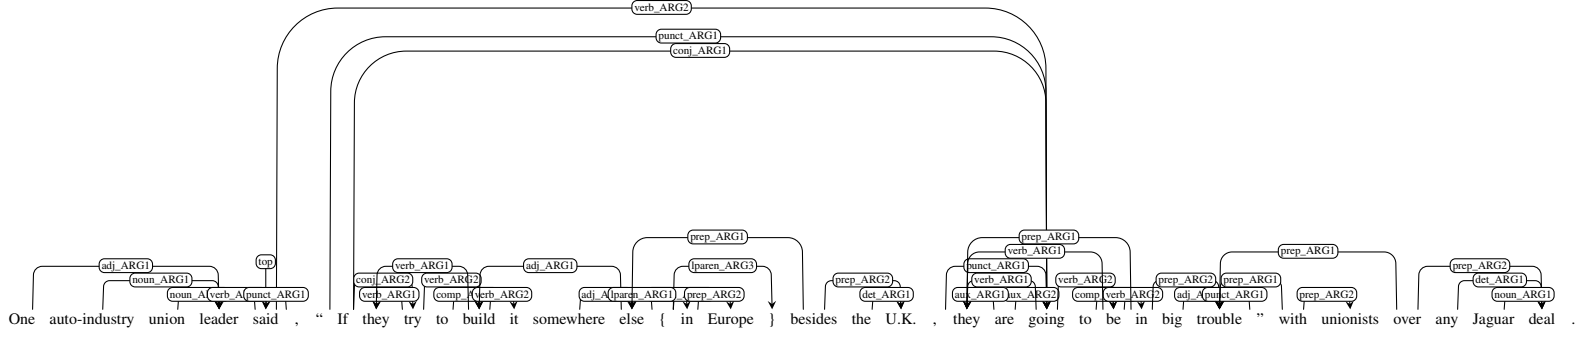 verb_ARG2
punct_ARG1
conj_ARG1
prep_ARG1 prep_ARG1
verb_ARG1 prep_ARG1
top
adj_ARG1 verb_ARG1 adj_ARG1 lparen_ARG3 punct_ARG1 prep_ARG2
noun_ARG1 conj_ARG2 verb_ARG2 prep_ARG2 verb_ARG1 verb_ARG2 prep_ARG2 prep_ARG1 det_ARG1
punct_ARG1 verb_ARG1 verb_ARG2 lparen_ARG1 prep_ARG2 det_ARG1 aux_ARG1 verb_ARG2 punct_ARG1 prep_ARG2 noun_ARG1
One auto-industry union leader said , “ If they try to build it somewhere else { in Europe } besides the U.K. , they are going to be in big trouble ” with unionists over any Jaguar deal .